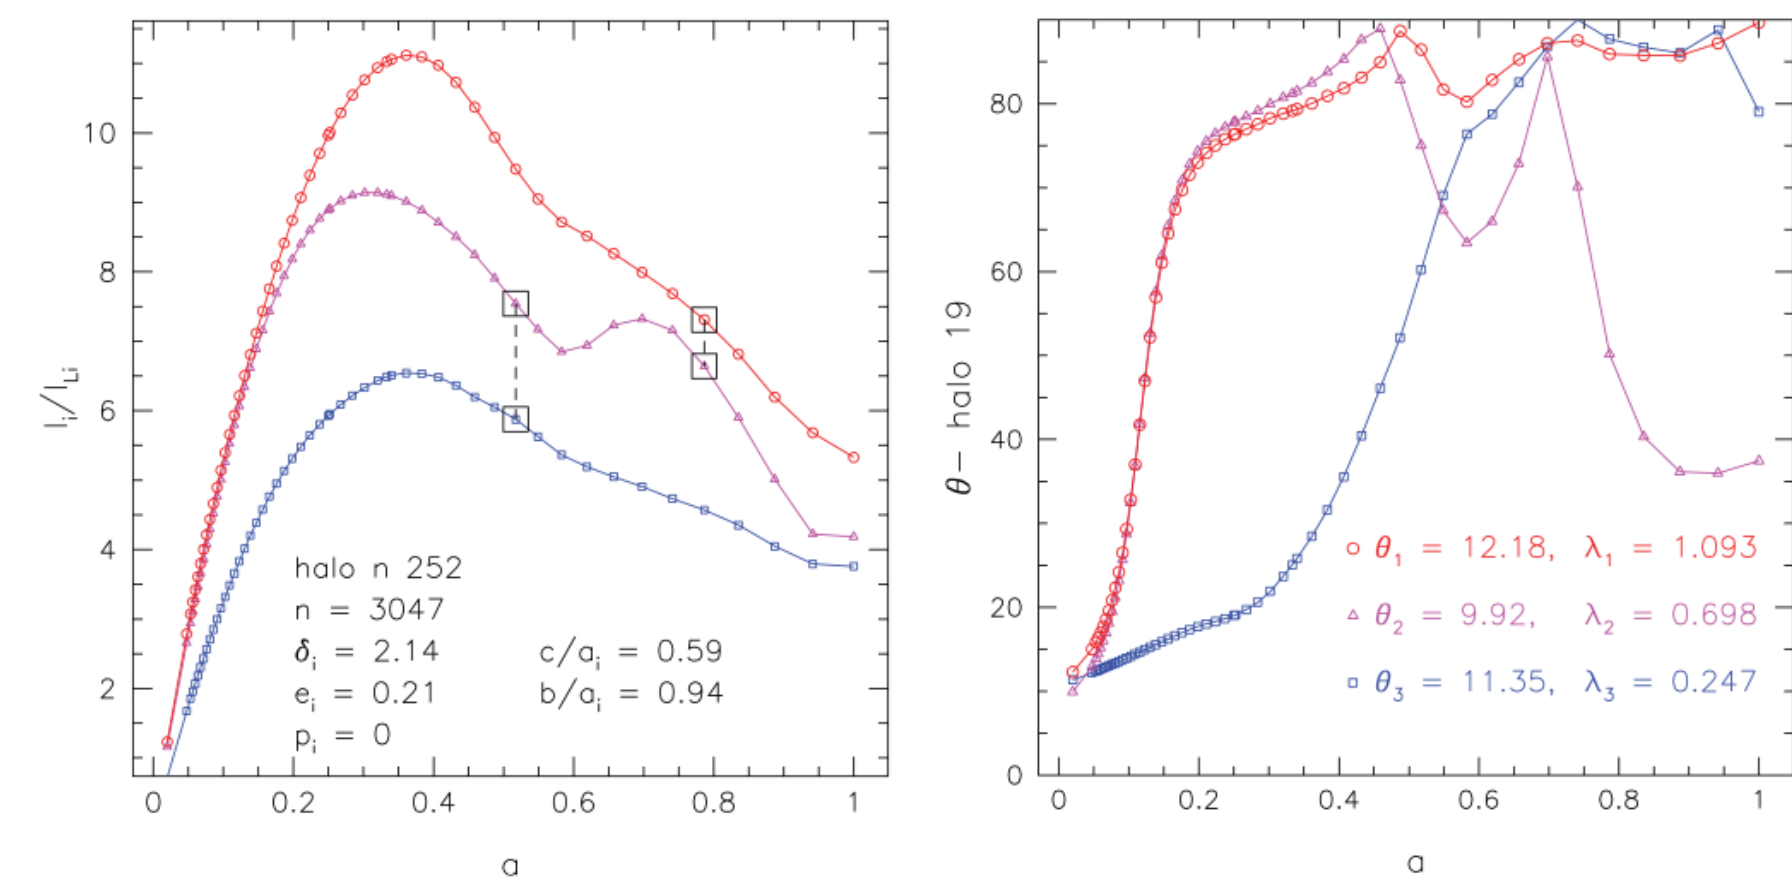 10
8
6
4
2
0 0.2 0.4 0.6 0.8 1
a
I_i/I_Li
halo n 252
n = 3047
δ_i = 2.14 c/a_i = 0.59
e_i = 0.21 b/a_i = 0.94
p_i = 0
80
60
40
20
0
0 0.2 0.4 0.6 0.8 1
a
θ– halo 19
θ_1 = 12.18, λ_1 = 1.093
θ_2 = 9.92, λ_2 = 0.698
θ_3 = 11.35, λ_3 = 0.247